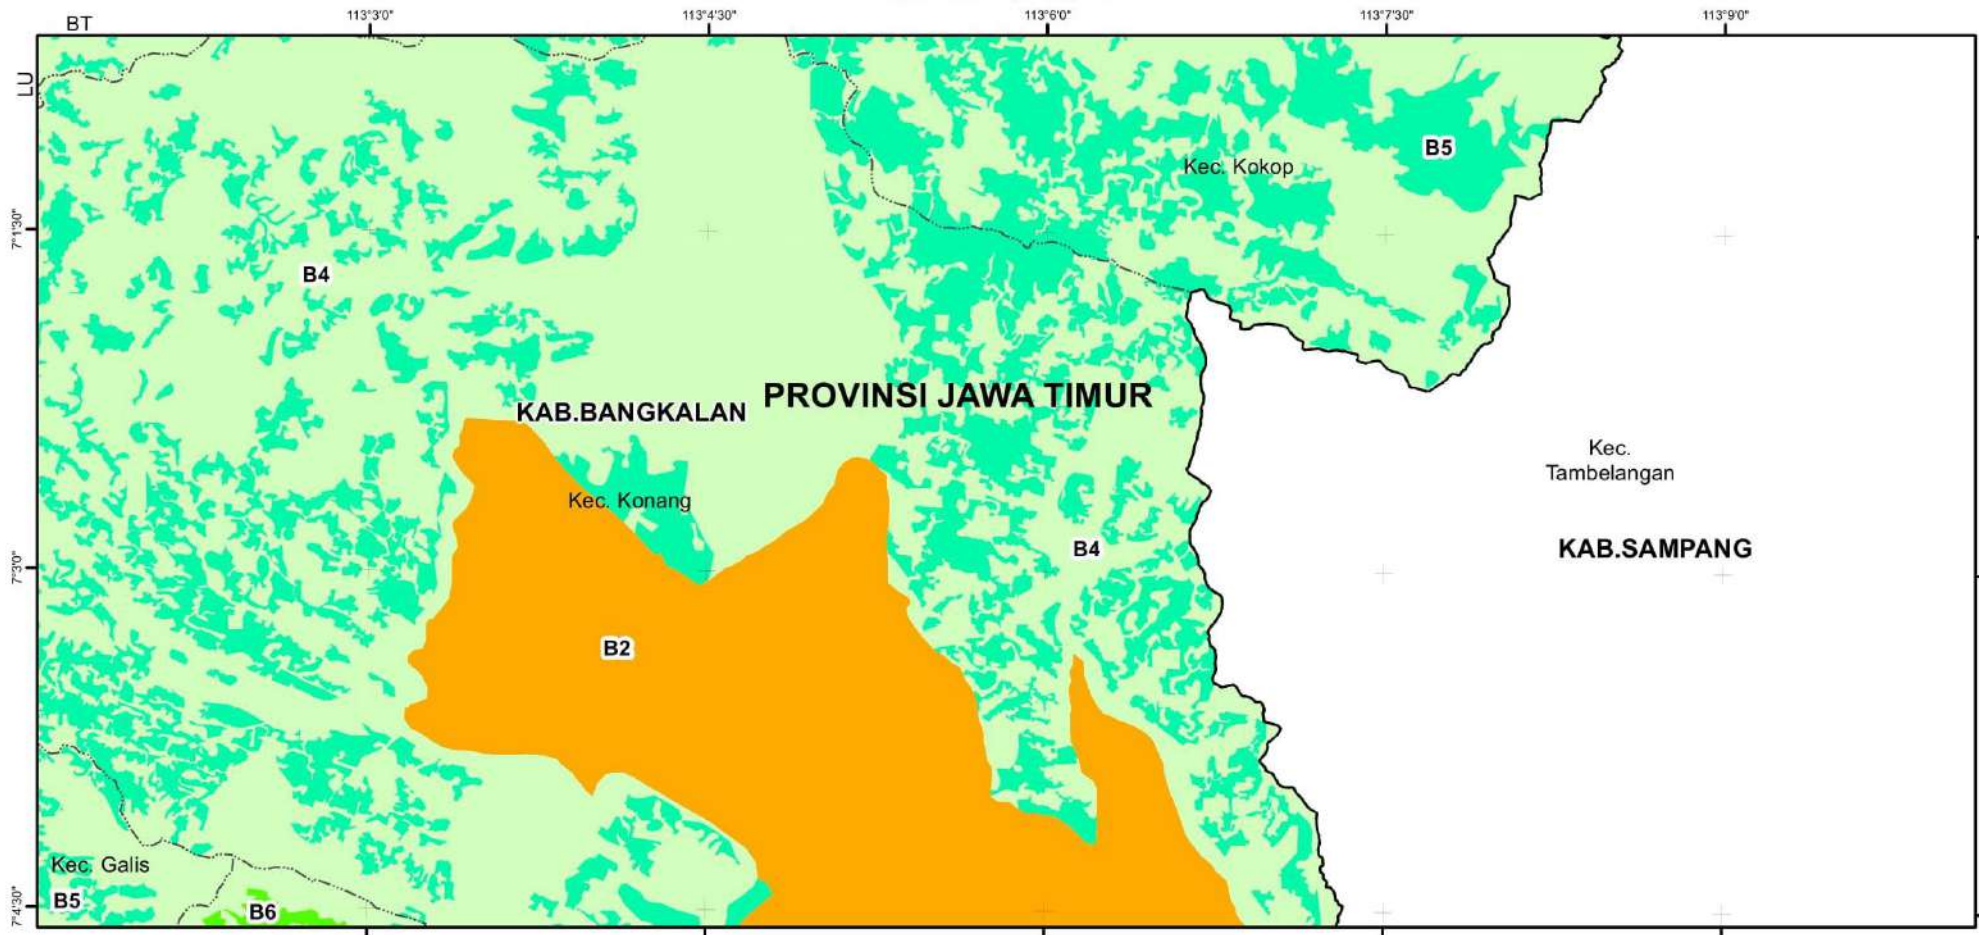 BT
113°3'0"
113°4'30"
113°6'0"
113°7'30"
113°9'0"
LU
B5
Kec. Kokop
7°1'30"
B4
PROVINSI JAWA TIMUR
KAB.BANGKALAN
Kec.
Tambelangan
Kec. Konang
B4
KAB.SAMPANG
7°3'0"
B2
Kec. Galis
B5
B6
7°4'30"